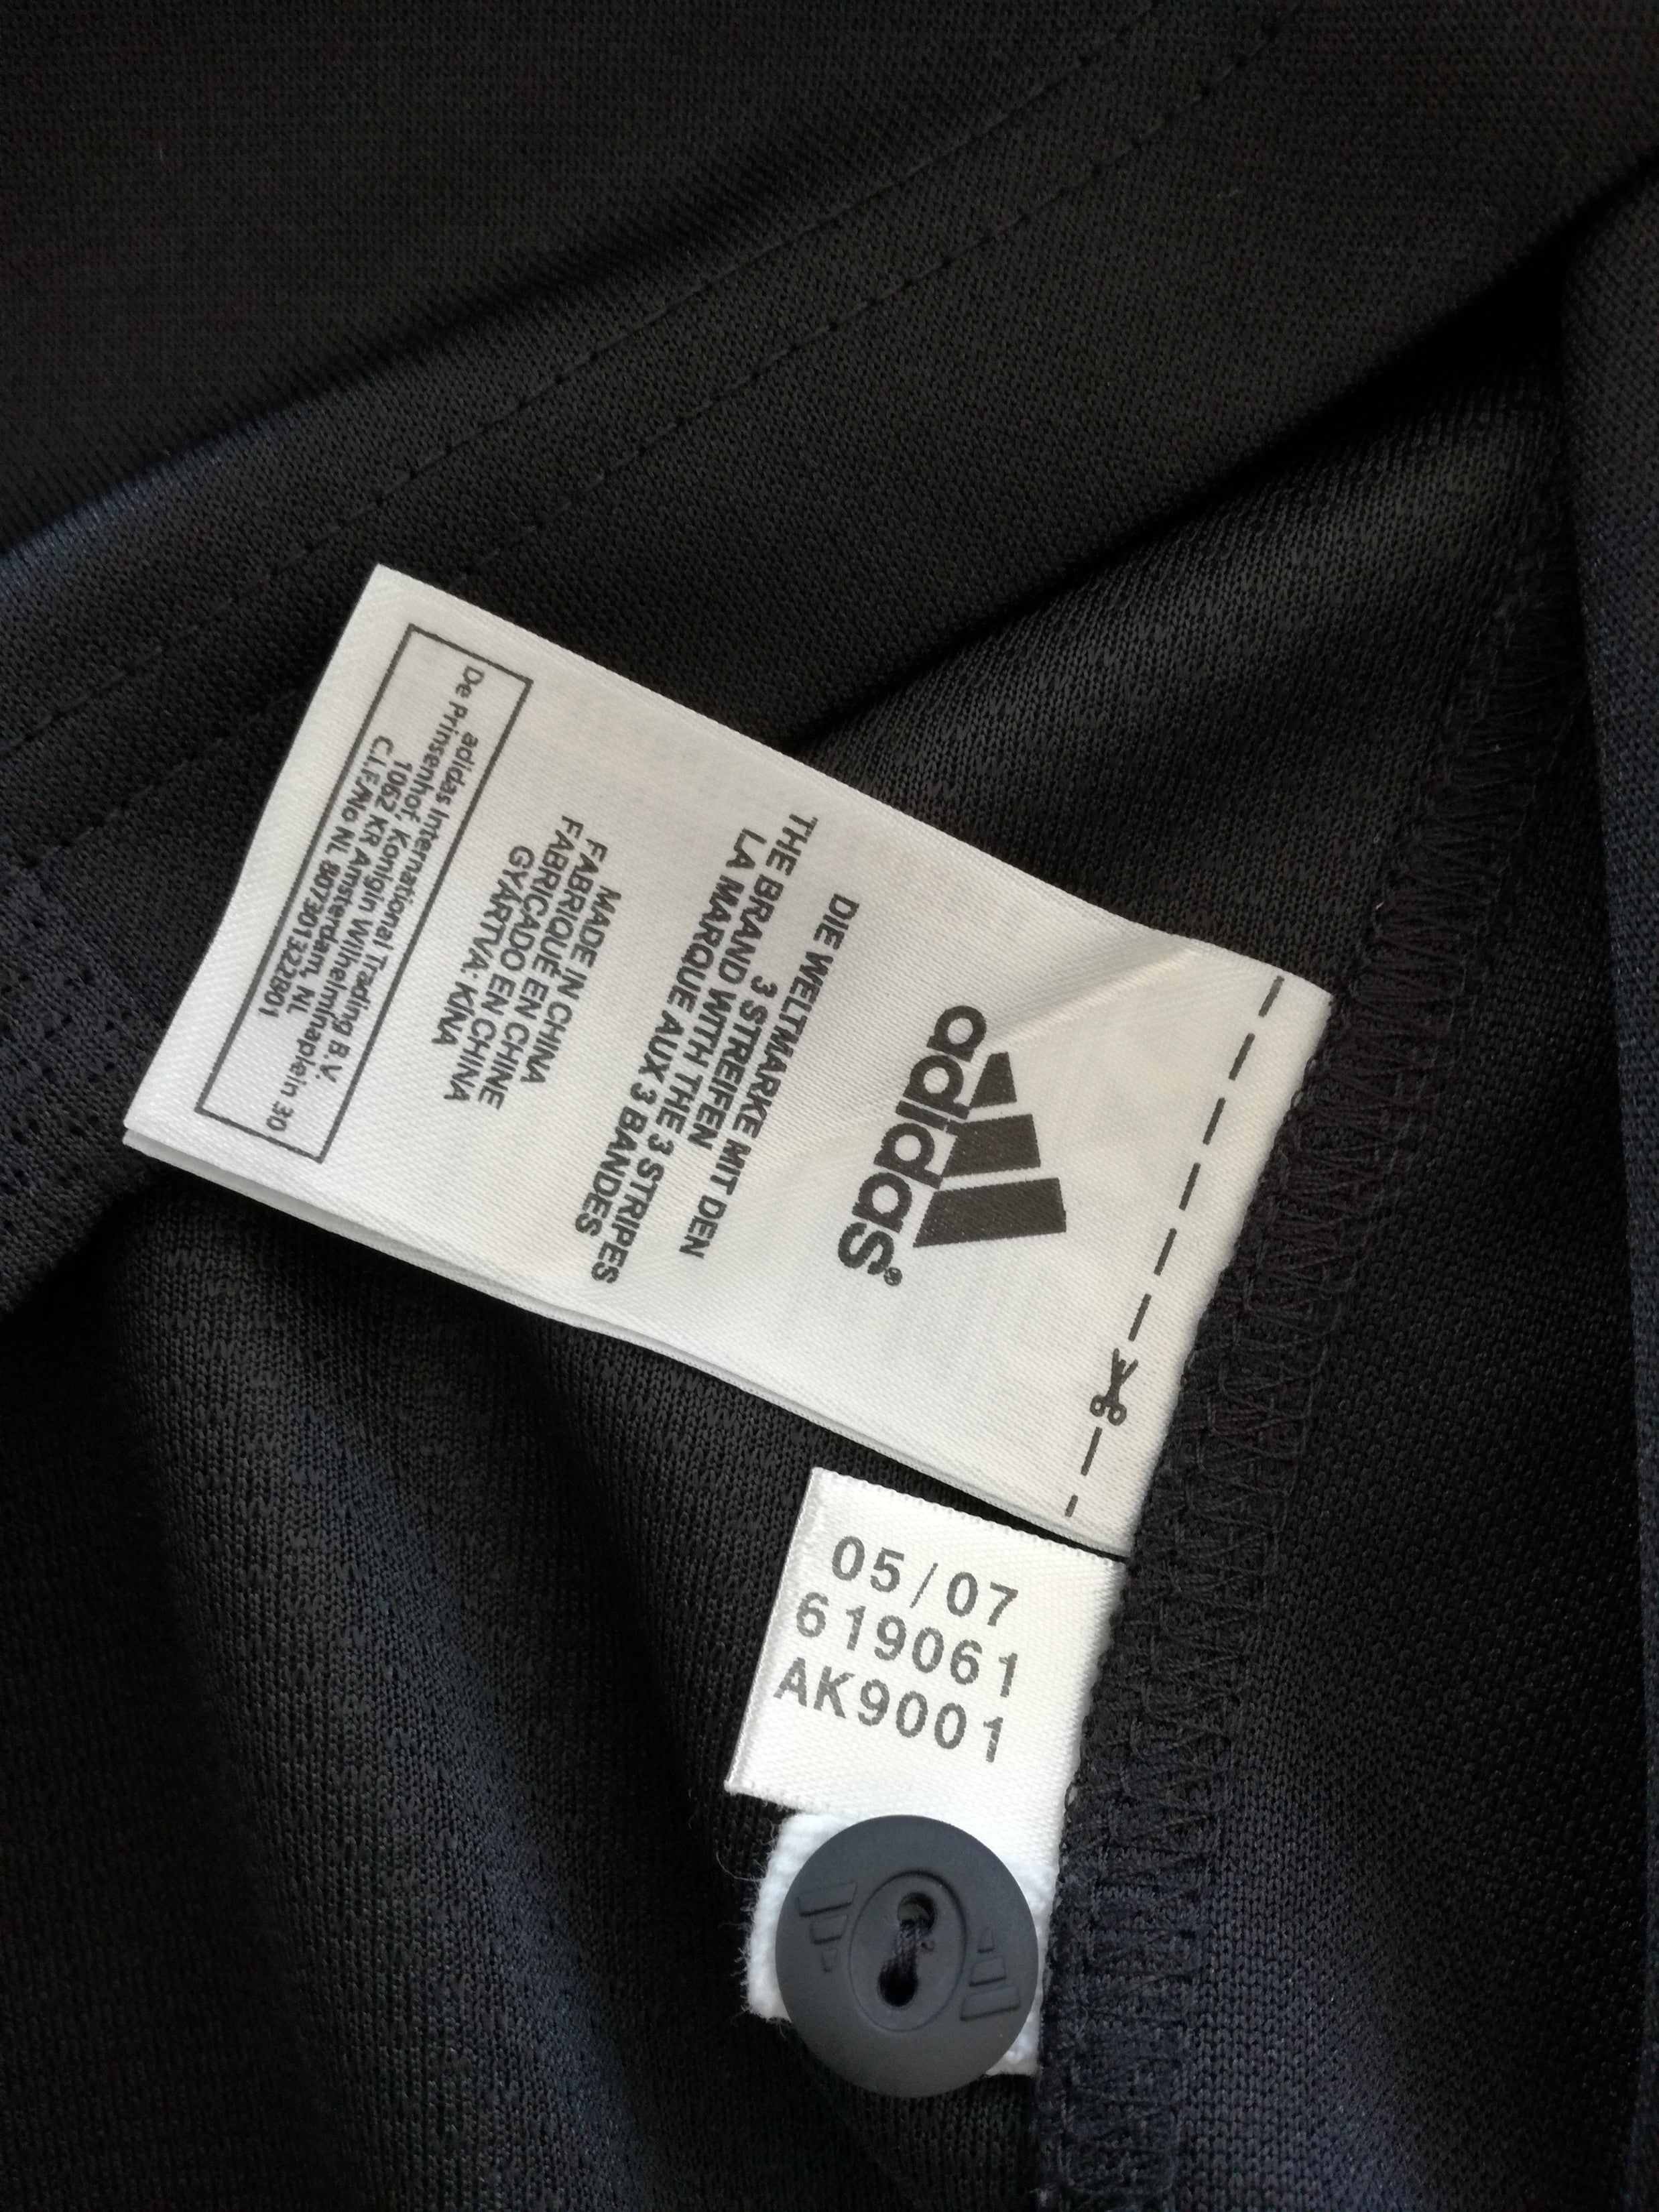 adidas®
DIE WELTMARKE MIT DEN
3 STREIFEN
THE BRAND WITH THE 3 STRIPES
LA MARQUE AUX 3 BANDES
MADE IN CHINA
FABRIQUÉ EN CHINE
FABRICADO EN CHINA
GYÁRTVA: KÍNA
adidas International Trading B.V.
De Prinsenhof, Koningin Wilhelminaplein 30
1062 KR Amsterdam, NL
C.I.F./No NL 807301322B01
05/07
619061
AK9001